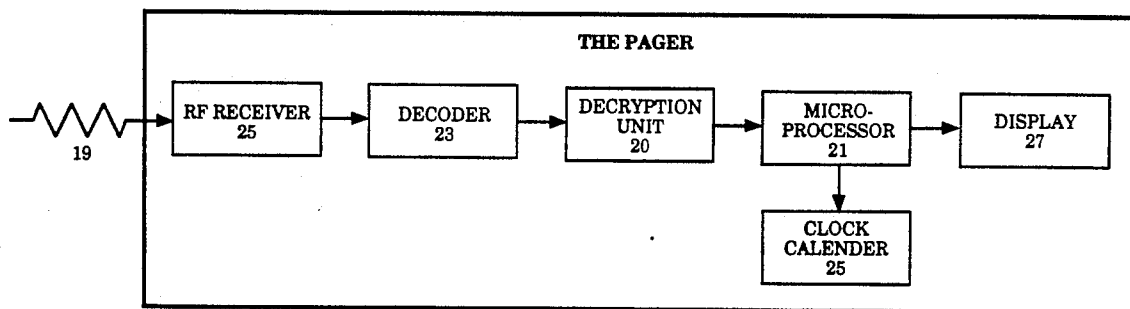 THE PAGER
RF RECEIVER
25
DECODER
23
DECRYPTION
UNIT
20
MICRO-
PROCESSOR
21
DISPLAY
27
19
CLOCK
CALENDER
25